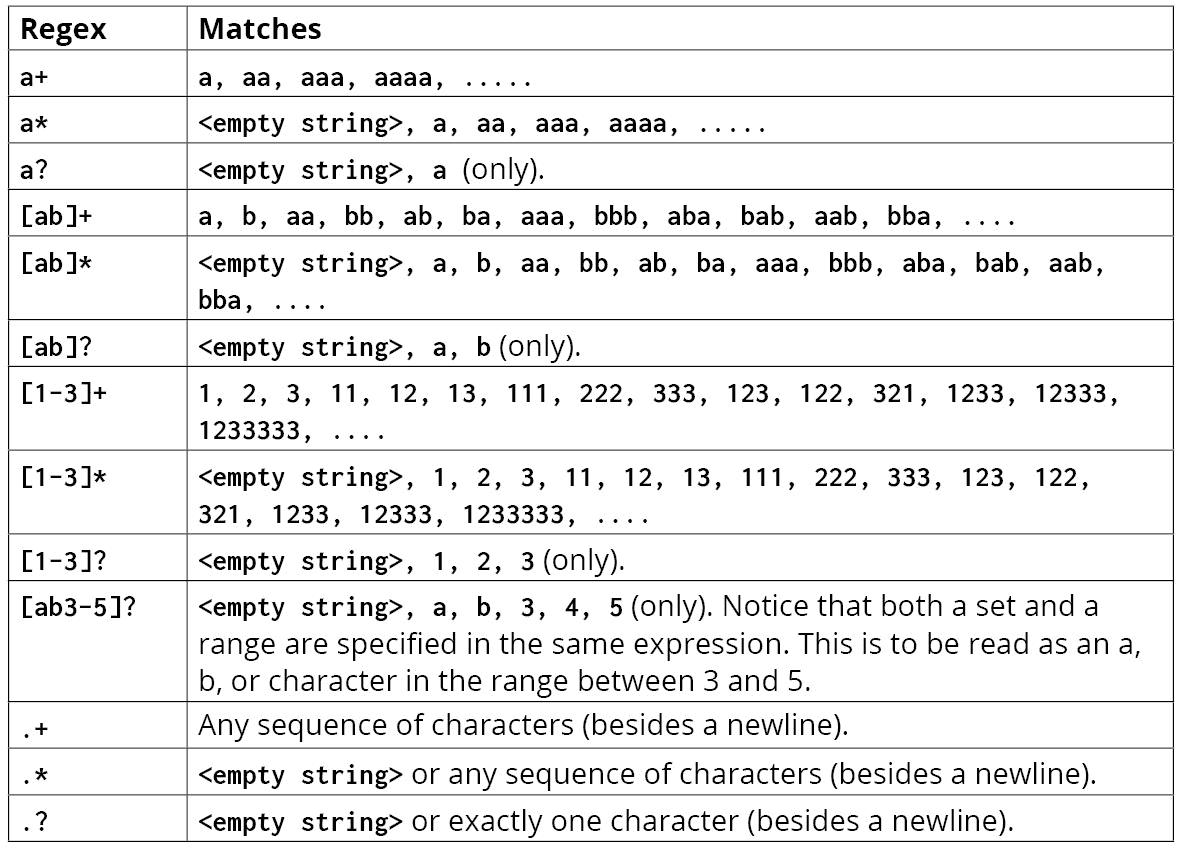 Regex Matches
a+ a, aa, aaa, aaaa, .....
a* <empty string>, a, aa, aaa, aaaa, .....
a? <empty string>, a (only).
[ab]+ a, b, aa, bb, ab, ba, aaa, bbb, aba, bab, aab, bba, ....
[ab]* <empty string>, a, b, aa, bb, ab, ba, aaa, bbb, aba, bab, aab,
bba, ....
[ab]? <empty string>, a, b (only).
[1-3]+ 1, 2, 3, 11, 12, 13, 111, 222, 333, 123, 122, 321, 1233, 12333,
1233333, ....
[1-3]* <empty string>, 1, 2, 3, 11, 12, 13, 111, 222, 333, 123, 122,
321, 1233, 12333, 1233333, ....
[1-3]? <empty string>, 1, 2, 3 (only).
[ab3-5]? <empty string>, a, b, 3, 4, 5 (only). Notice that both a set and a
range are specified in the same expression. This is to be read as an a,
b, or character in the range between 3 and 5.
.+ Any sequence of characters (besides a newline).
.* <empty string> or any sequence of characters (besides a newline).
.? <empty string> or exactly one character (besides a newline).